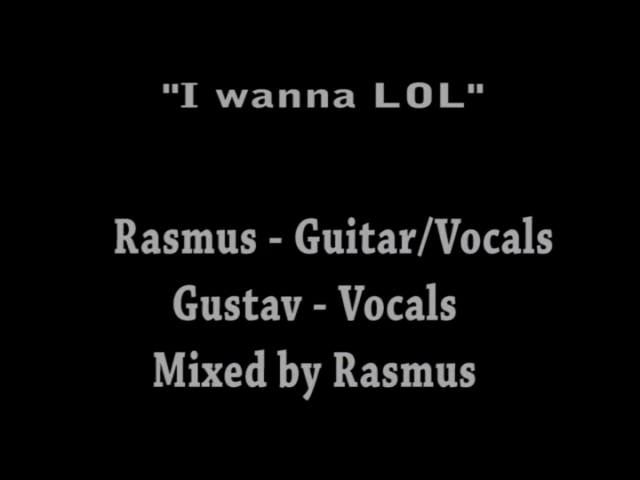 "I wanna LOL"
Rasmus - Guitar/Vocals
Gustav - Vocals
Mixed by Rasmus